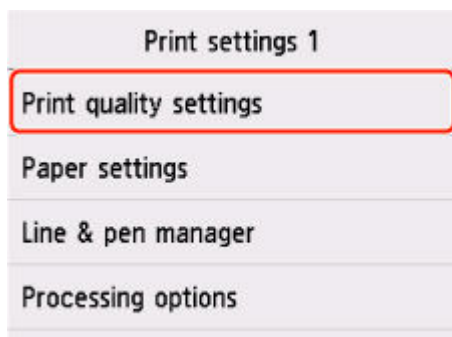 Print settings 1
Print quality settings
Paper settings
Line & pen manager
Processing options